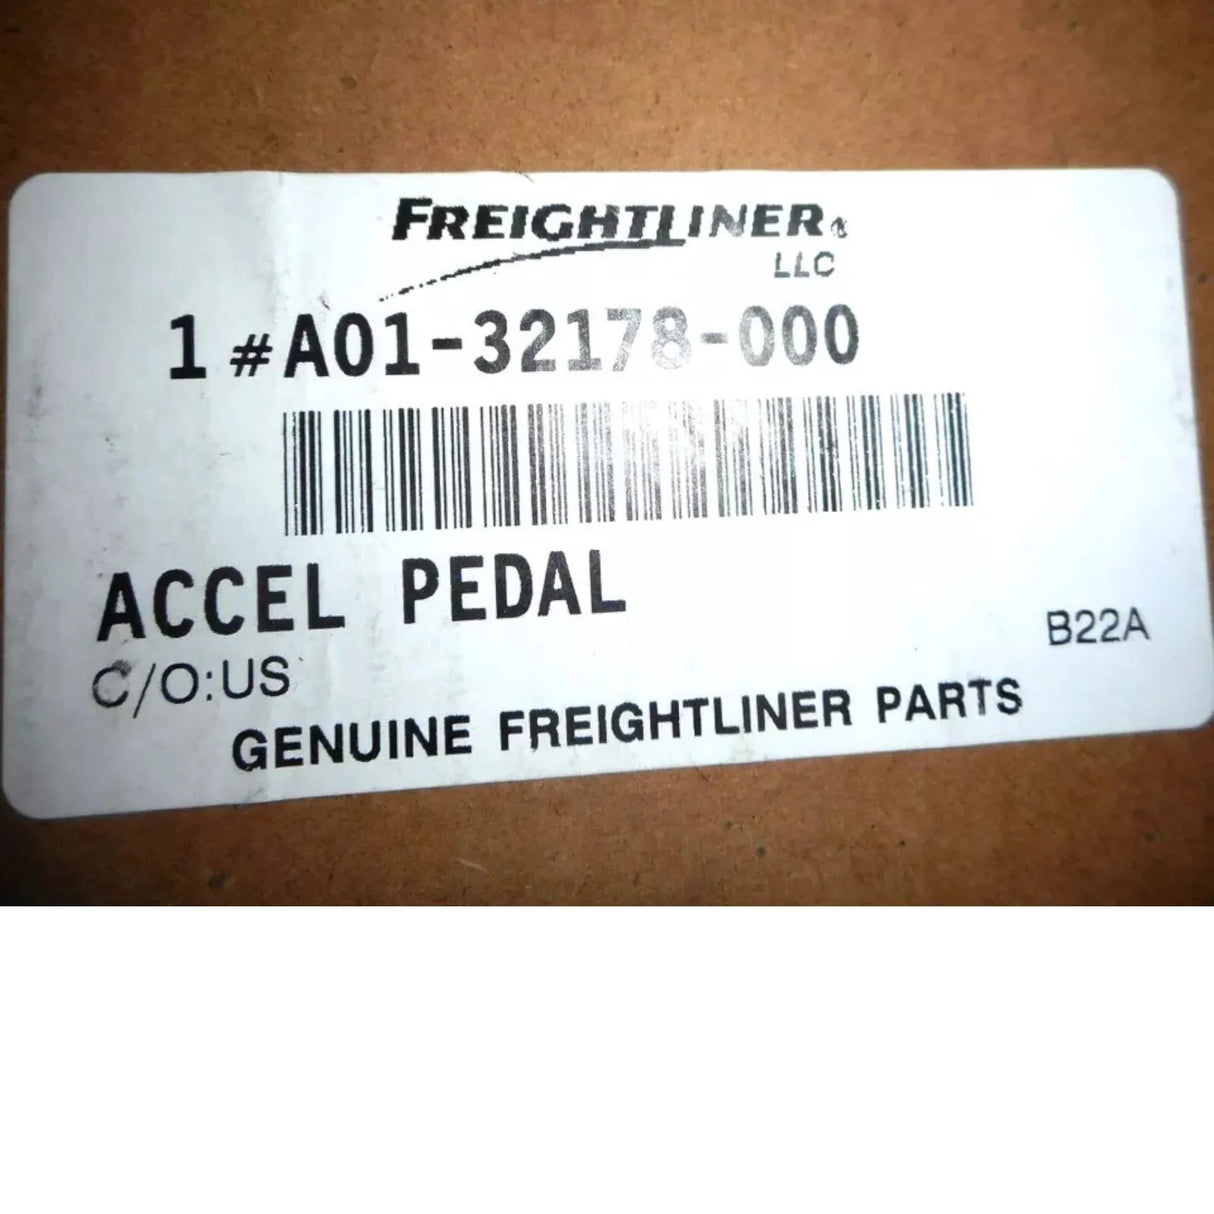 FREIGHTLINER®
LLC
1 #A01-32178-000
ACCEL PEDAL
C/O:US
B22A
GENUINE FREIGHTLINER PARTS